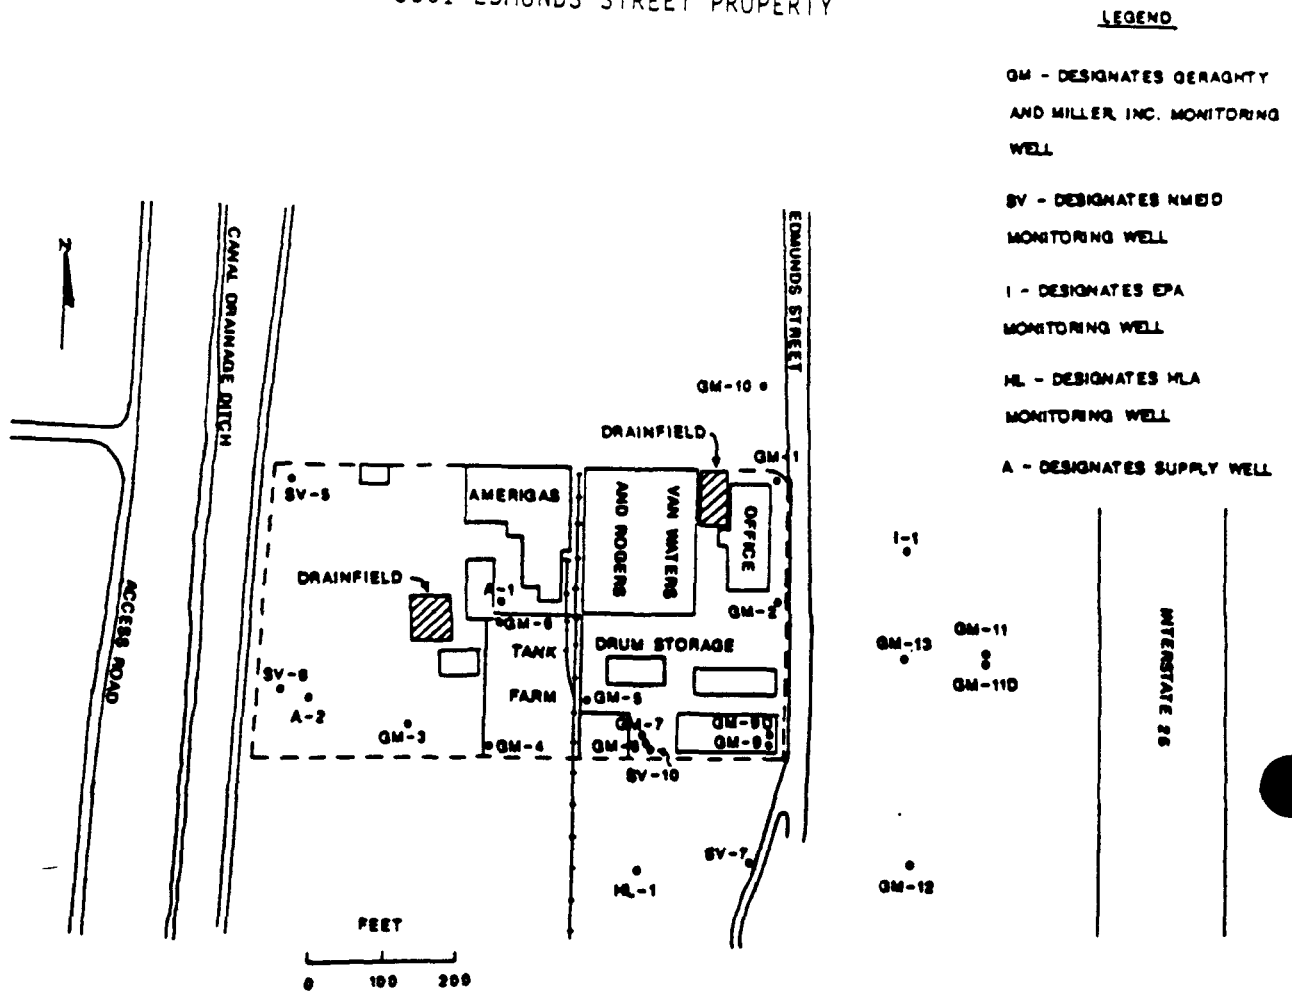 EDMUNDS STREET PROPERTY
LEGEND
GM - DESIGNATES GERAGHTY
AND MILLER, INC. MONITORING
WELL
SV - DESIGNATES NMEID
MONITORING WELL
I - DESIGNATES EPA
MONITORING WELL
HL - DESIGNATES HLA
MONITORING WELL
A - DESIGNATES SUPPLY WELL
N
CANAL DRAINAGE DITCH
EDMUNDS STREET
GM-10
DRAINFIELD
GM-1
SV-5
AMERIGAS
VAN WATERS
AND ROGERS
OFFICE
I-1
DRAINFIELD
A-1
GM-2
GM-6
ACCESS ROAD
TANK
FARM
DRUM STORAGE
GM-13
GM-11
GM-11D
INTERSTATE 25
SV-6
A-2
GM-5
GM-3
GM-4
GM-7
GM-9
SV-10
SV-7
HL-1
GM-12
FEET
0 100 200